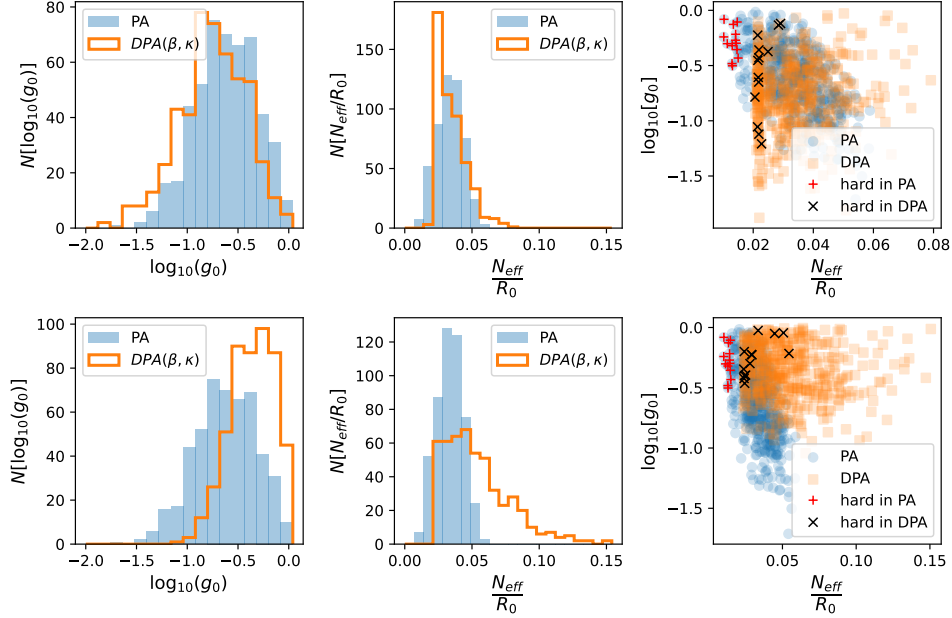 80
60
40
20
0
N[log₁₀(g₀)]
PA
DPA(β, κ)
−2.0
−1.5
−1.0
−0.5
0.0
log₁₀(g₀)
150
100
50
0
N[N_eff/R₀]
PA
DPA(β, κ)
0.00
0.05
0.10
0.15
N_eff
R₀
0.0
−0.5
−1.0
−1.5
log₁₀[g₀]
PA
DPA
hard in PA
hard in DPA
0.02
0.04
0.06
0.08
N_eff
R₀
100
80
60
40
20
0
N[log₁₀(g₀)]
PA
DPA(β, κ)
−2.0
−1.5
−1.0
−0.5
0.0
log₁₀(g₀)
120
100
80
60
40
20
0
N[N_eff/R₀]
PA
DPA(β, κ)
0.00
0.05
0.10
0.15
N_eff
R₀
0.0
−0.5
−1.0
−1.5
log₁₀[g₀]
PA
DPA
hard in PA
hard in DPA
0.05
0.10
0.15
N_eff
R₀